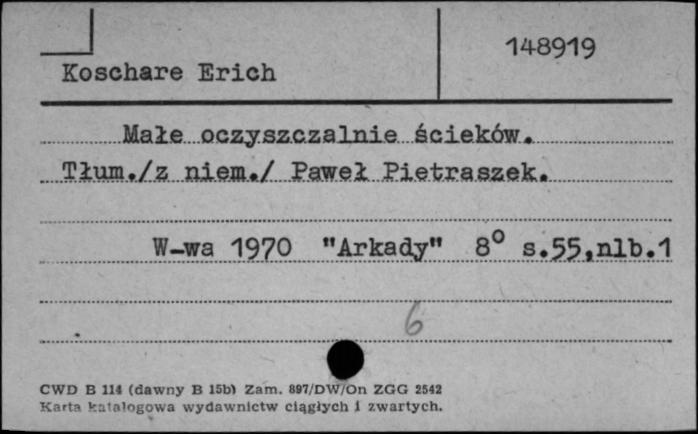 148919
Koschare Erich
Małe oczyszczalnie ścieków.
Tłum./z niem./ Paweł Pietraszek.
W-wa 1970 "Arkady" 8° s.55,nlb.1
6
CWD B 114 (dawny B 15b) Zam. 897/DW/On ZGG 2542
Karta katalogowa wydawnictw ciągłych i zwartych.